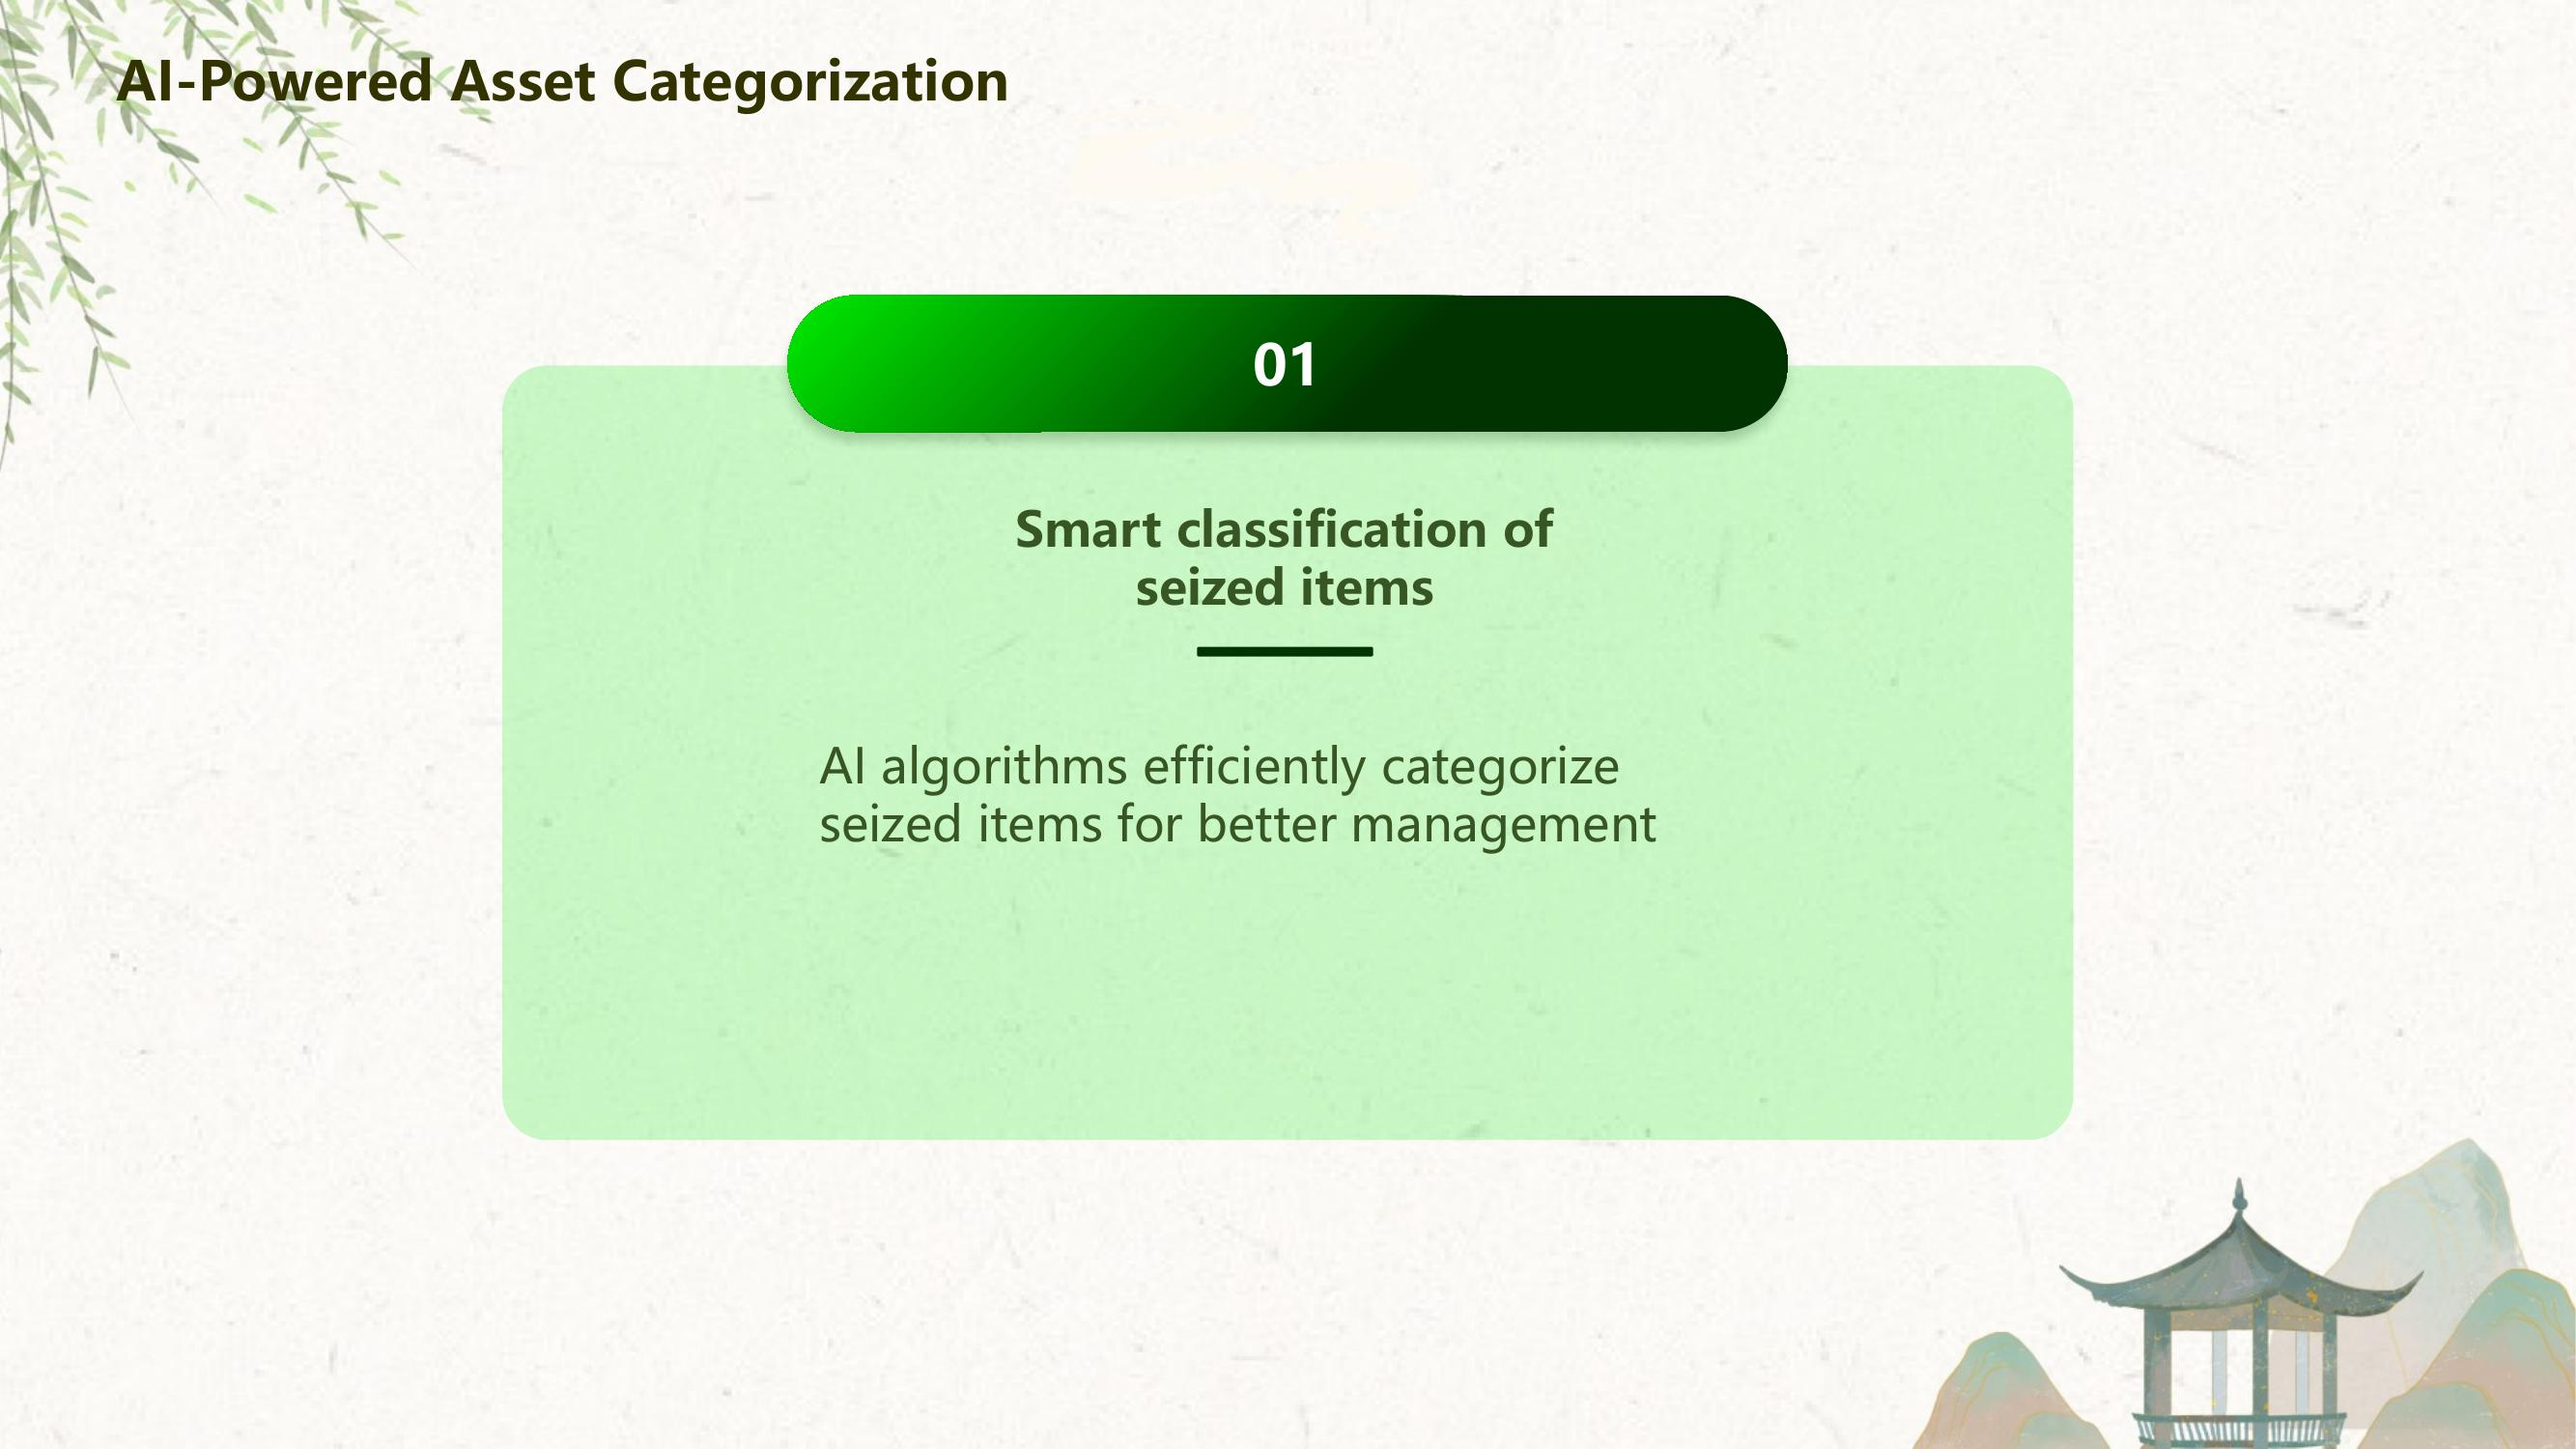 AI-Powered Asset Categorization
01
Smart classification of
seized items
AI algorithms efficiently categorize
seized items for better management